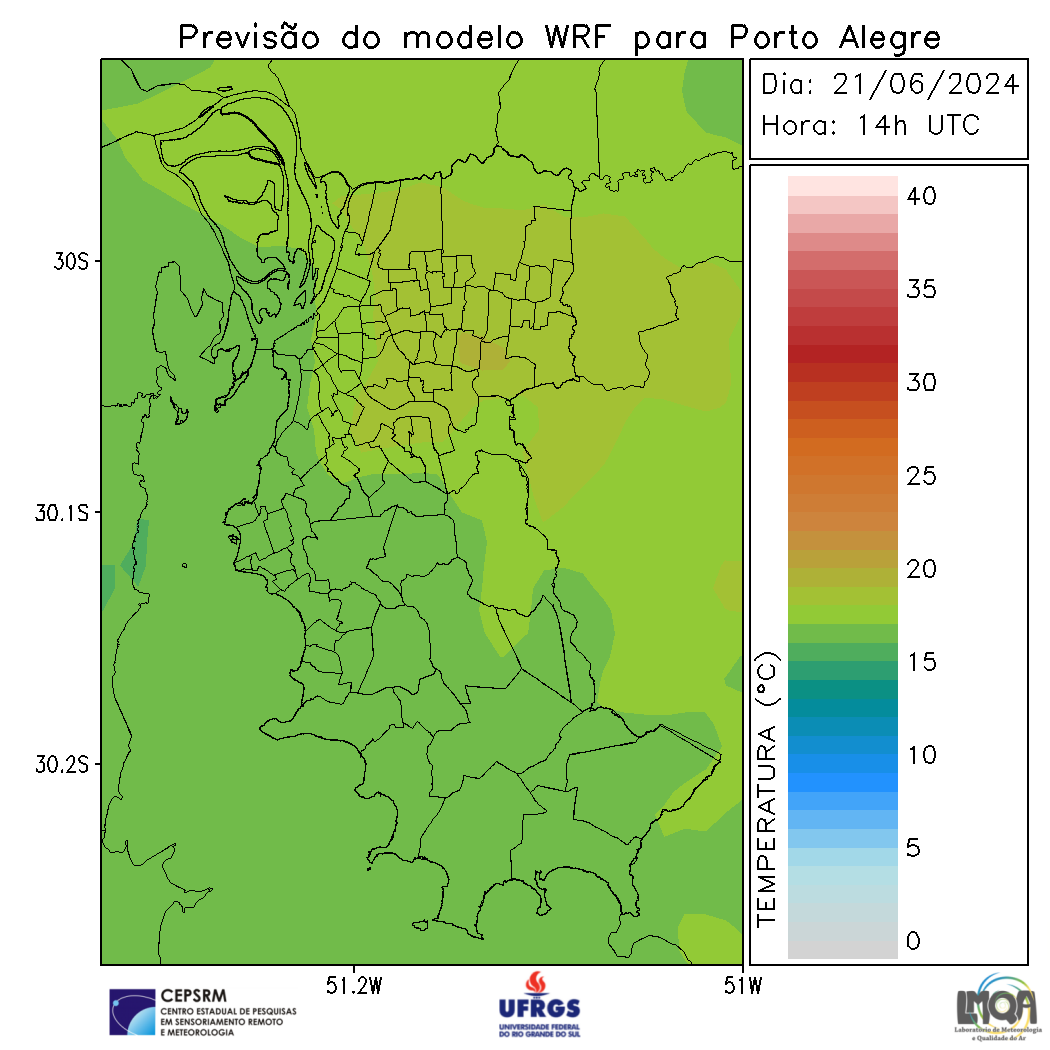 Previsão do modelo WRF para Porto Alegre
Dia: 21/06/2024
Hora: 14h UTC
40
35
30
25
20
15
10
5
0
TEMPERATURA (°C)
30S
30.1S
30.2S
51.2W
51W
CEPSRM
CENTRO ESTADUAL DE PESQUISAS
EM SENSORIAMENTO REMOTO
E METEOROLOGIA
UFRGS
UNIVERSIDADE FEDERAL
DO RIO GRANDE DO SUL
LMQA
Laboratório de Meteorologia
e Qualidade do Ar